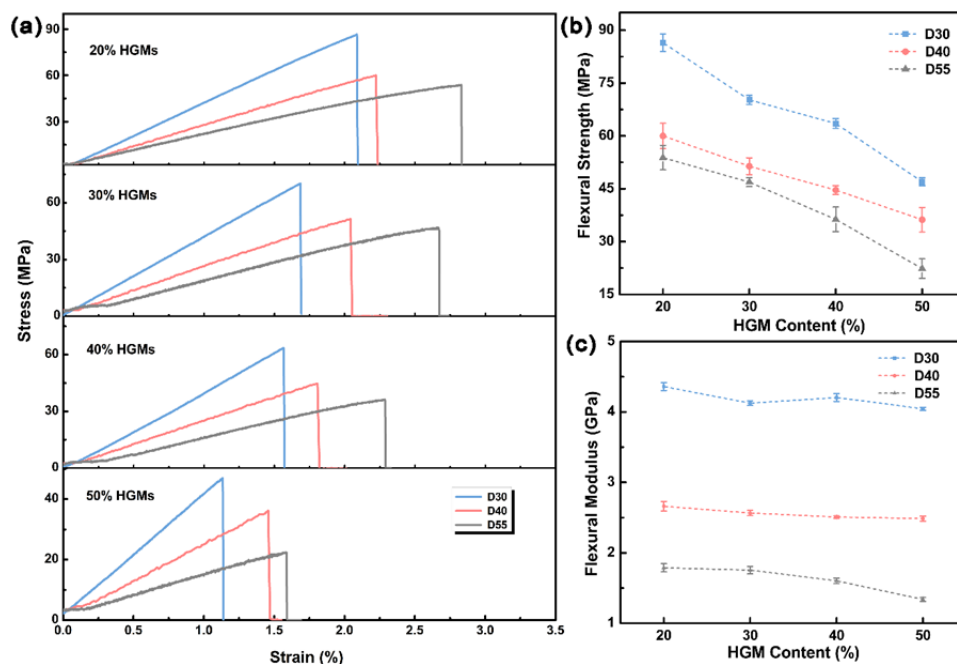 (a)
20% HGMs
90
60
30
30% HGMs
60
30
0
40% HGMs
60
30
0
50% HGMs
40
20
0
D30
D40
D55
0.0 0.5 1.0 1.5 2.0 2.5 3.0 3.5
Strain (%)
Stress (MPa)
(b)
D30
D40
D55
90
75
60
45
30
15
20 30 40 50
HGM Content (%)
Flexural Strength (MPa)
(c)
D30
D40
D55
5
4
3
2
1
20 30 40 50
HGM Content (%)
Flexural Modulus (GPa)